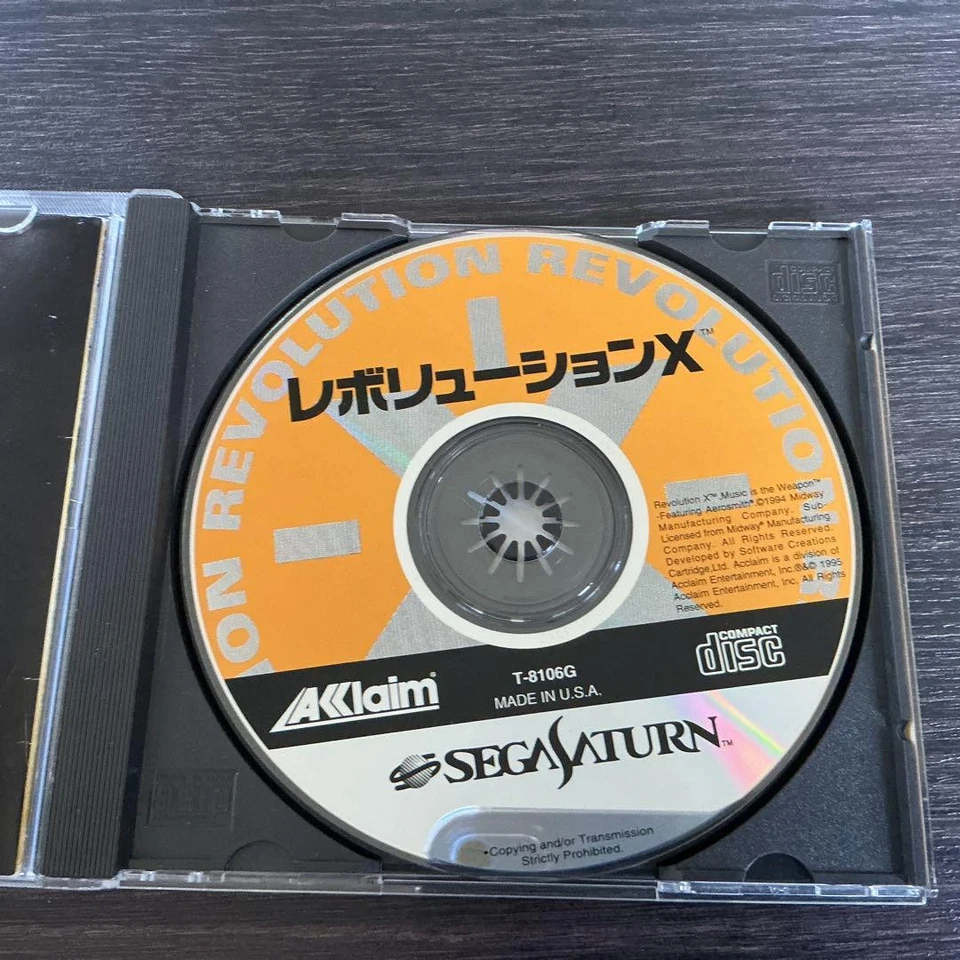 REVOLUTION REVOLUTION
レボリューションX™
Revolution X™ ,Music is the Weapon™
-Featuring Aerosmith®.©1994 Midway
Manufacturing Company. Sub-
Licensed from Midway® Manufacturing
Company. All Rights Reserved.
Developed by Software Creations
Cartridge,Ltd. Acclaim is a division of
Acclaim Entertainment, Inc.®&© 1995
Acclaim Entertainment, Inc. All Rights
Reserved.
AKKlaim®
T-8106G
MADE IN U.S.A.
COMPACT
disc
SEGA SATURN™
•Copying and/or Transmission
Strictly Prohibited.
disc